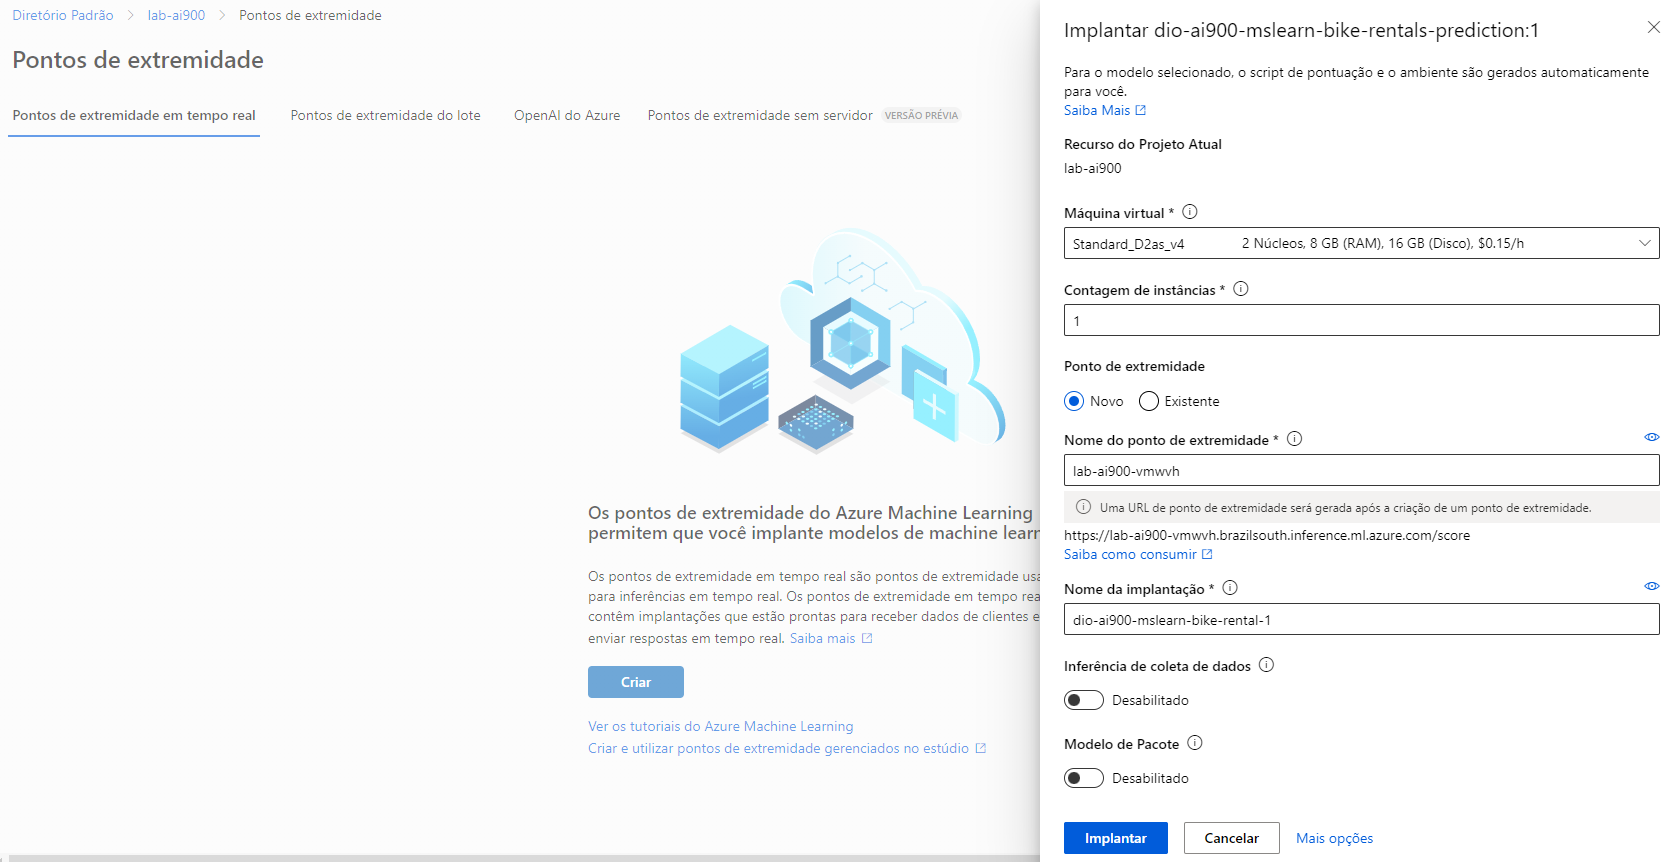 Diretório Padrão > lab-ai900 > Pontos de extremidade
Pontos de extremidade
Pontos de extremidade em tempo real
Pontos de extremidade do lote
OpenAI do Azure
Pontos de extremidade sem servidor VERSÃO PRÉVIA
Os pontos de extremidade do Azure Machine Learning
permitem que você implante modelos de machine learn
Os pontos de extremidade em tempo real são pontos de extremidade usa
para inferências em tempo real. Os pontos de extremidade em tempo rea
contêm implantações que estão prontas para receber dados de clientes e
enviar respostas em tempo real. Saiba mais
Criar
Ver os tutoriais do Azure Machine Learning
Criar e utilizar pontos de extremidade gerenciados no estúdio
Implantar dio-ai900-mslearn-bike-rentals-prediction:1
Para o modelo selecionado, o script de pontuação e o ambiente são gerados automaticamente
para você.
Saiba Mais
Recurso do Projeto Atual
lab-ai900
Máquina virtual *
Standard_D2as_v4 2 Núcleos, 8 GB (RAM), 16 GB (Disco), $0.15/h
Contagem de instâncias *
1
Ponto de extremidade
Novo Existente
Nome do ponto de extremidade *
lab-ai900-vmwvh
Uma URL de ponto de extremidade será gerada após a criação de um ponto de extremidade.
https://lab-ai900-vmwvh.brazilsouth.inference.ml.azure.com/score
Saiba como consumir
Nome da implantação *
dio-ai900-mslearn-bike-rental-1
Inferência de coleta de dados
Desabilitado
Modelo de Pacote
Desabilitado
Implantar Cancelar Mais opções